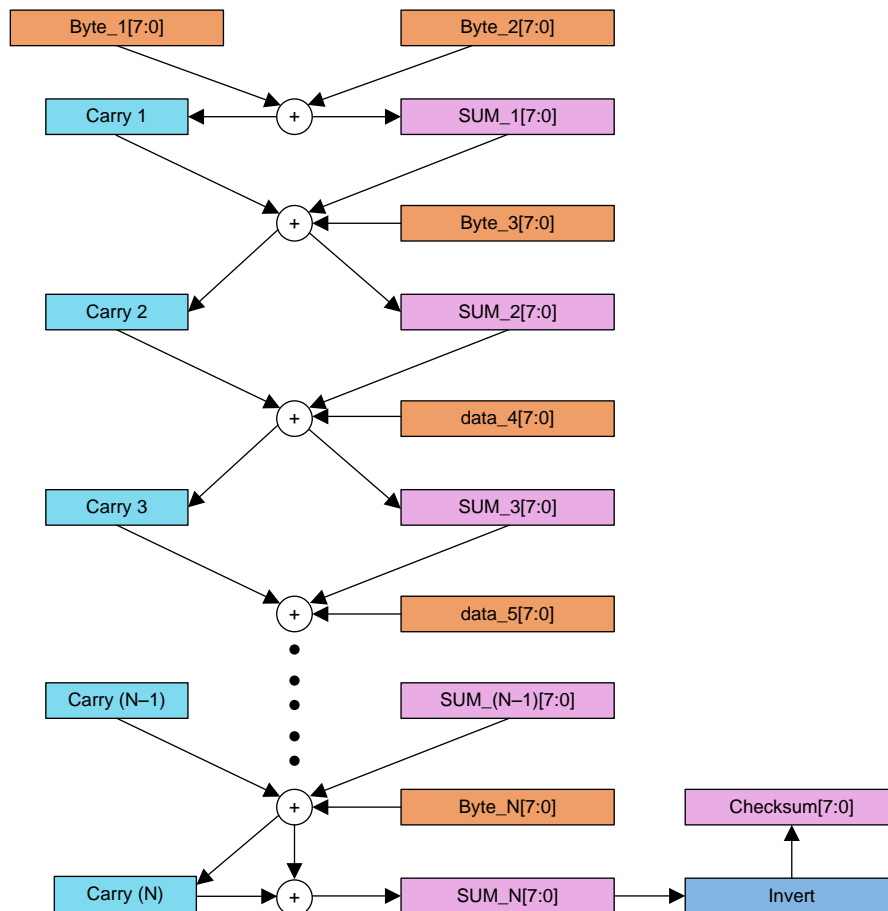 Byte_1[7:0]
Byte_2[7:0]
Carry 1
+
SUM_1[7:0]
+
Byte_3[7:0]
Carry 2
SUM_2[7:0]
+
data_4[7:0]
Carry 3
SUM_3[7:0]
+
data_5[7:0]
Carry (N–1)
SUM_(N–1)[7:0]
+
Byte_N[7:0]
Checksum[7:0]
Carry (N)
+
SUM_N[7:0]
Invert